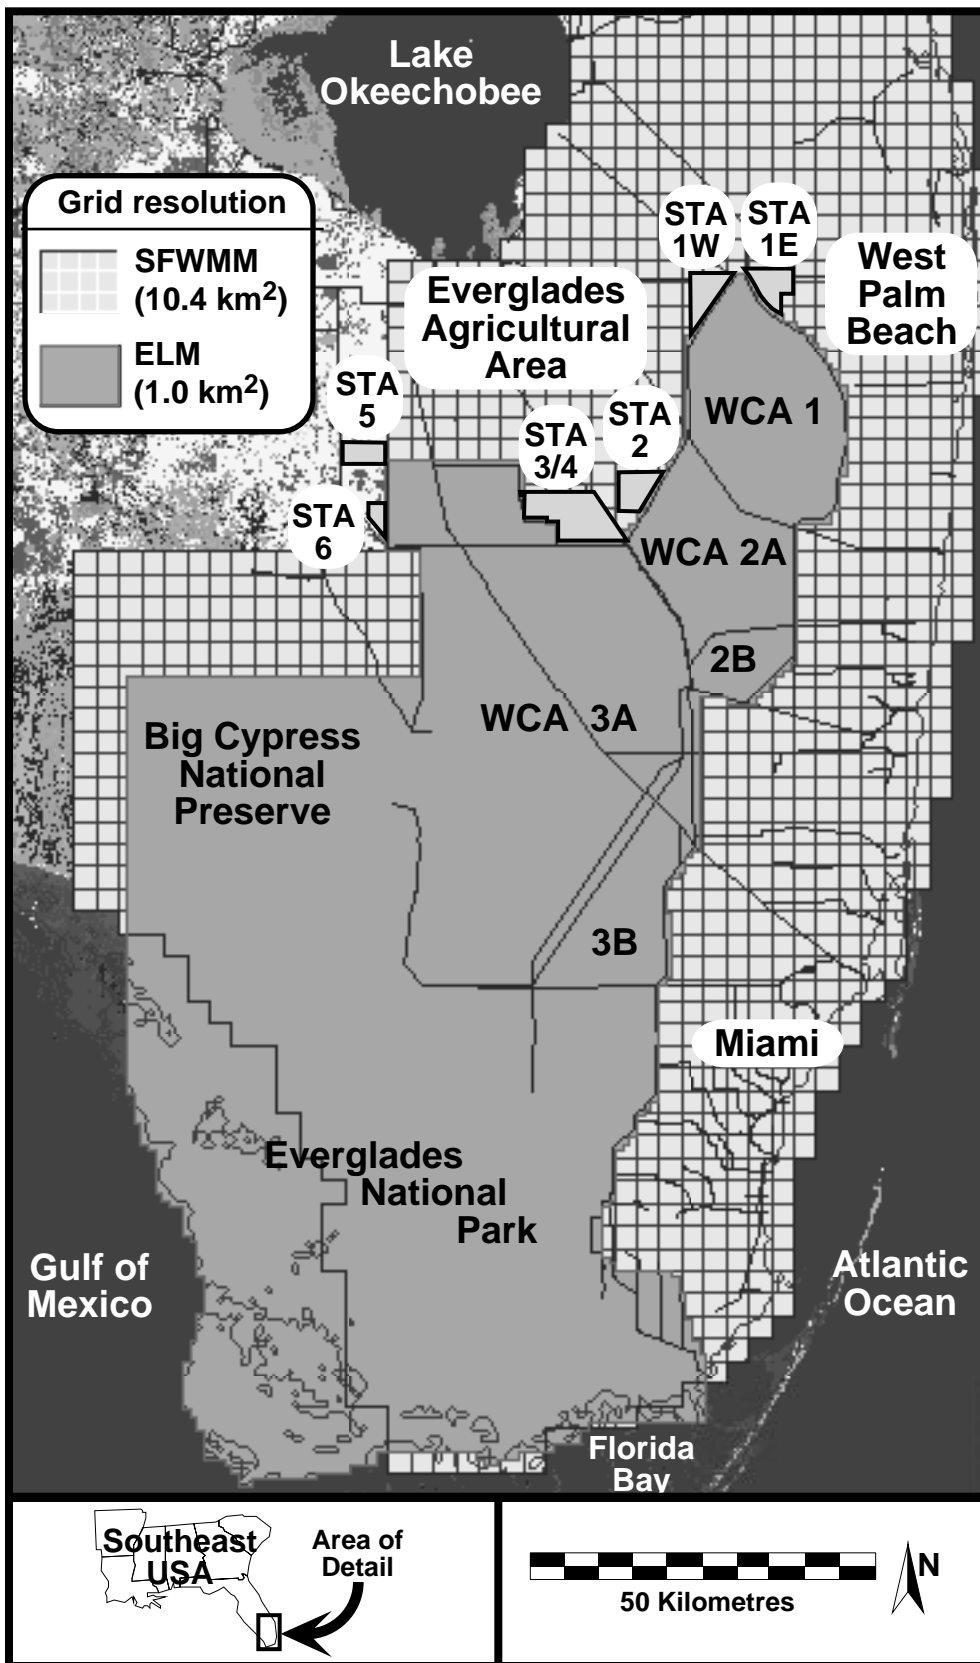 Lake
Okeechobee
Grid resolution
SFWMM
(10.4 km²)
ELM
(1.0 km²)
STA
1W
STA
1E
West
Palm
Beach
Everglades
Agricultural
Area
STA
5
STA
3/4
STA
2
WCA 1
STA
6
WCA 2A
2B
WCA 3A
Big Cypress
National
Preserve
3B
Miami
Everglades
National
Park
Gulf of
Mexico
Atlantic
Ocean
Florida
Bay
Southeast
USA
Area of
Detail
50 Kilometres
N